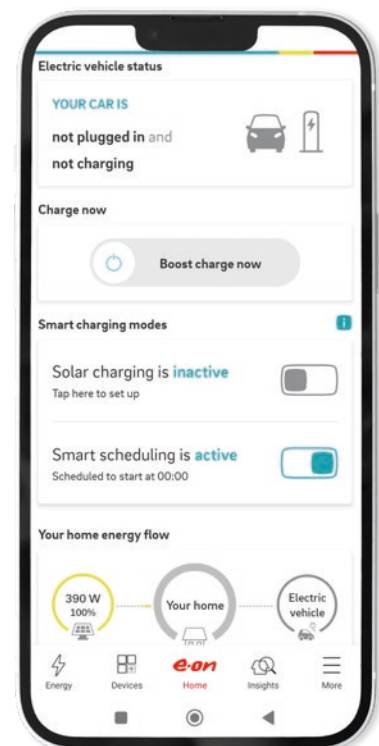 Electric vehicle status
YOUR CAR IS
not plugged in and
not charging
Charge now
Boost charge now
Smart charging modes
i
Solar charging is inactive
Tap here to set up
Smart scheduling is active
Scheduled to start at 00:00
Your home energy flow
390 W
100%
Your home
Electric
vehicle
e·on
Energy
Devices
Home
Insights
More